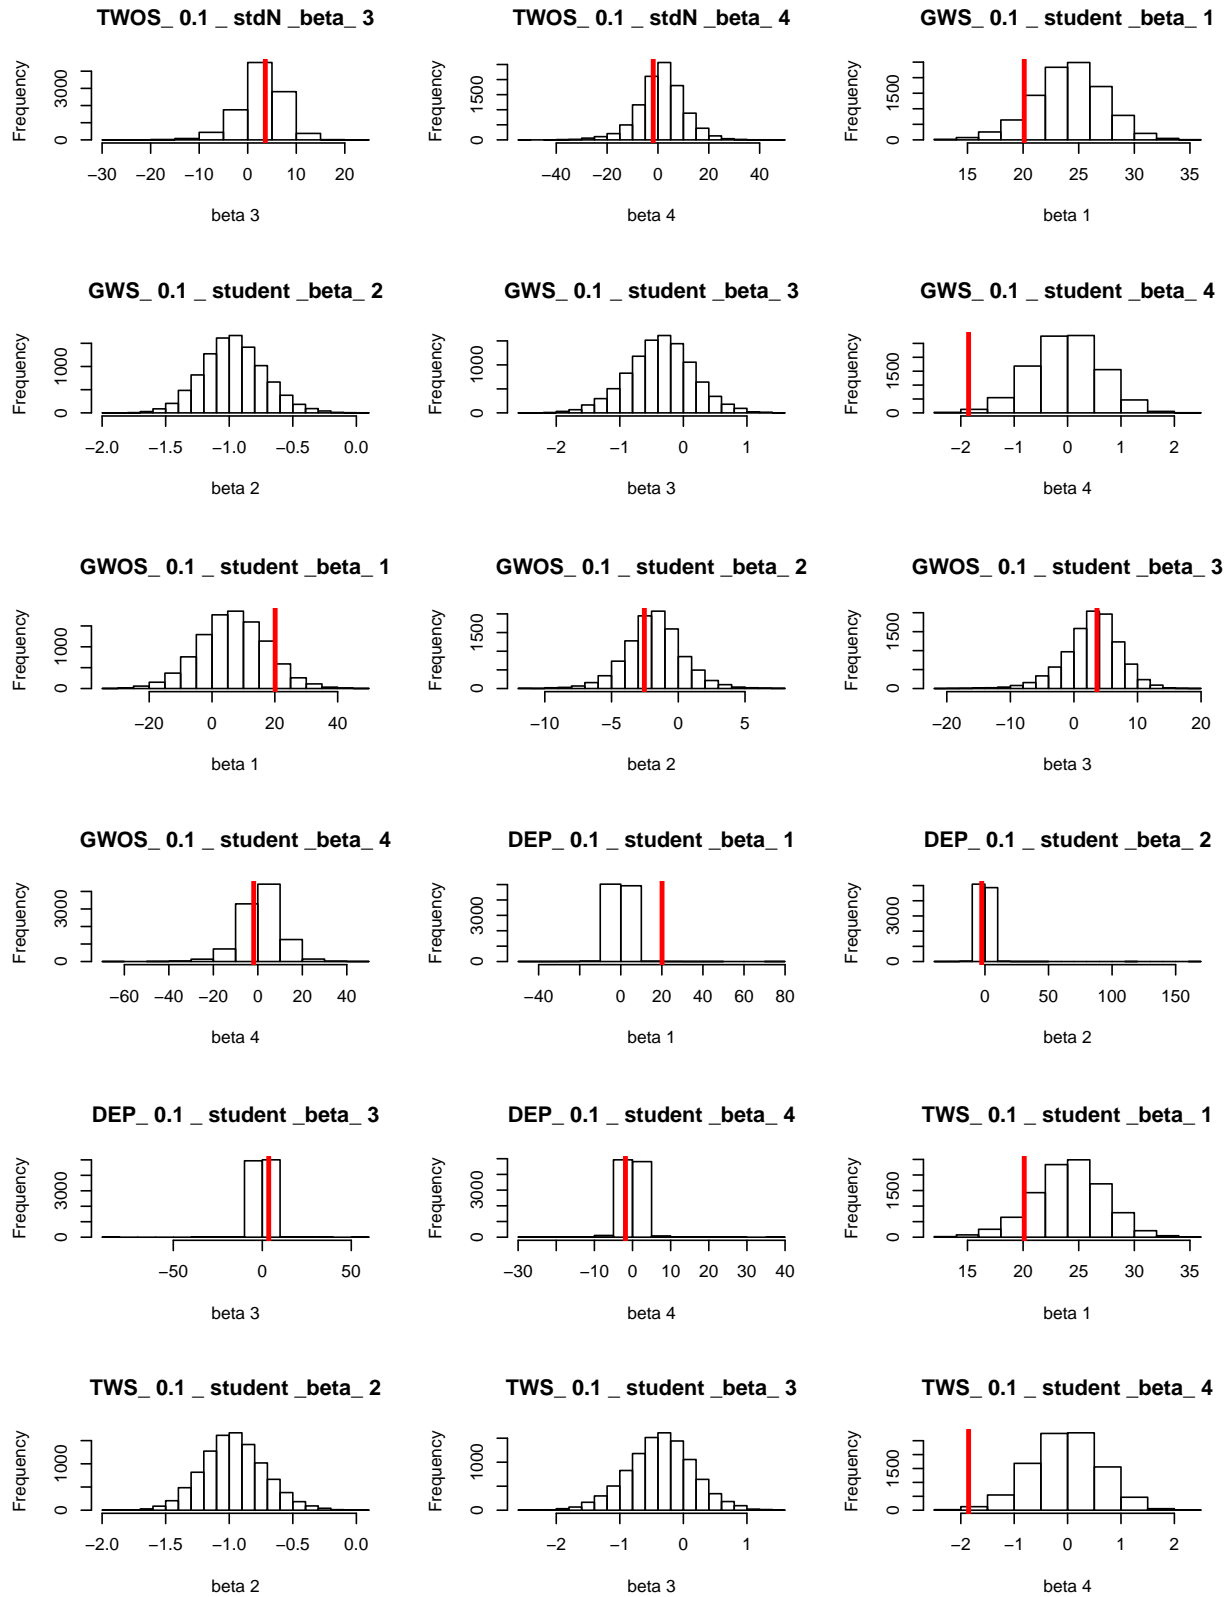 TWOS_ 0.1 _ stdN _beta_ 3
Frequency
0 3000
−30 −20 −10 0 10 20
beta 3
TWOS_ 0.1 _ stdN _beta_ 4
Frequency
0 1500
−40 −20 0 20 40
beta 4
GWS_ 0.1 _ student _beta_ 1
Frequency
0 1500
15 20 25 30 35
beta 1
GWS_ 0.1 _ student _beta_ 2
Frequency
0 1000
−2.0 −1.5 −1.0 −0.5 0.0
beta 2
GWS_ 0.1 _ student _beta_ 3
Frequency
0 1000
−2 −1 0 1
beta 3
GWS_ 0.1 _ student _beta_ 4
Frequency
0 1500
−2 −1 0 1 2
beta 4
GWOS_ 0.1 _ student _beta_ 1
Frequency
0 1000
−20 0 20 40
beta 1
GWOS_ 0.1 _ student _beta_ 2
Frequency
0 1500
−10 −5 0 5
beta 2
GWOS_ 0.1 _ student _beta_ 3
Frequency
0 1500
−20 −10 0 10 20
beta 3
GWOS_ 0.1 _ student _beta_ 4
Frequency
0 3000
−60 −40 −20 0 20 40
beta 4
DEP_ 0.1 _ student _beta_ 1
Frequency
0 3000
−40 0 20 40 60 80
beta 1
DEP_ 0.1 _ student _beta_ 2
Frequency
0 3000
0 50 100 150
beta 2
DEP_ 0.1 _ student _beta_ 3
Frequency
0 3000
−50 0 50
beta 3
DEP_ 0.1 _ student _beta_ 4
Frequency
0 3000
−30 −10 0 10 20 30 40
beta 4
TWS_ 0.1 _ student _beta_ 1
Frequency
0 1500
15 20 25 30 35
beta 1
TWS_ 0.1 _ student _beta_ 2
Frequency
0 1000
−2.0 −1.5 −1.0 −0.5 0.0
beta 2
TWS_ 0.1 _ student _beta_ 3
Frequency
0 1000
−2 −1 0 1
beta 3
TWS_ 0.1 _ student _beta_ 4
Frequency
0 1500
−2 −1 0 1 2
beta 4